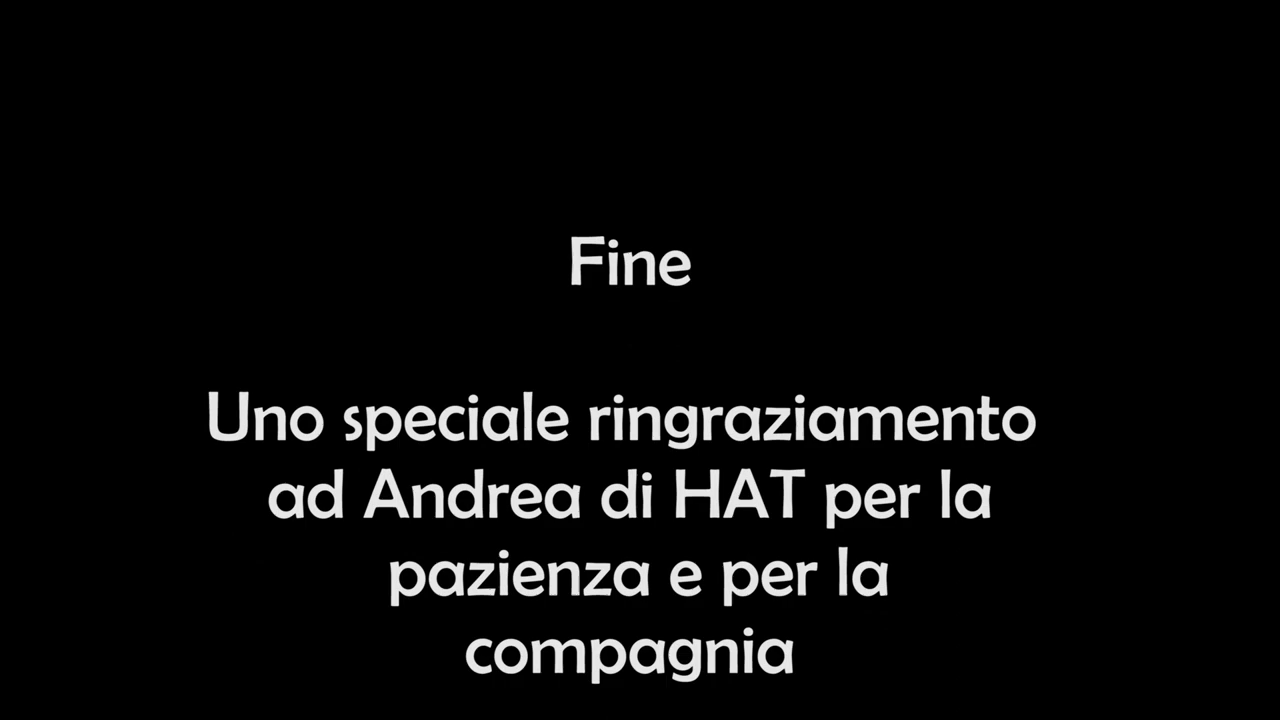 Fine
Uno speciale ringraziamento
ad Andrea di HAT per la
pazienza e per la
compagnia